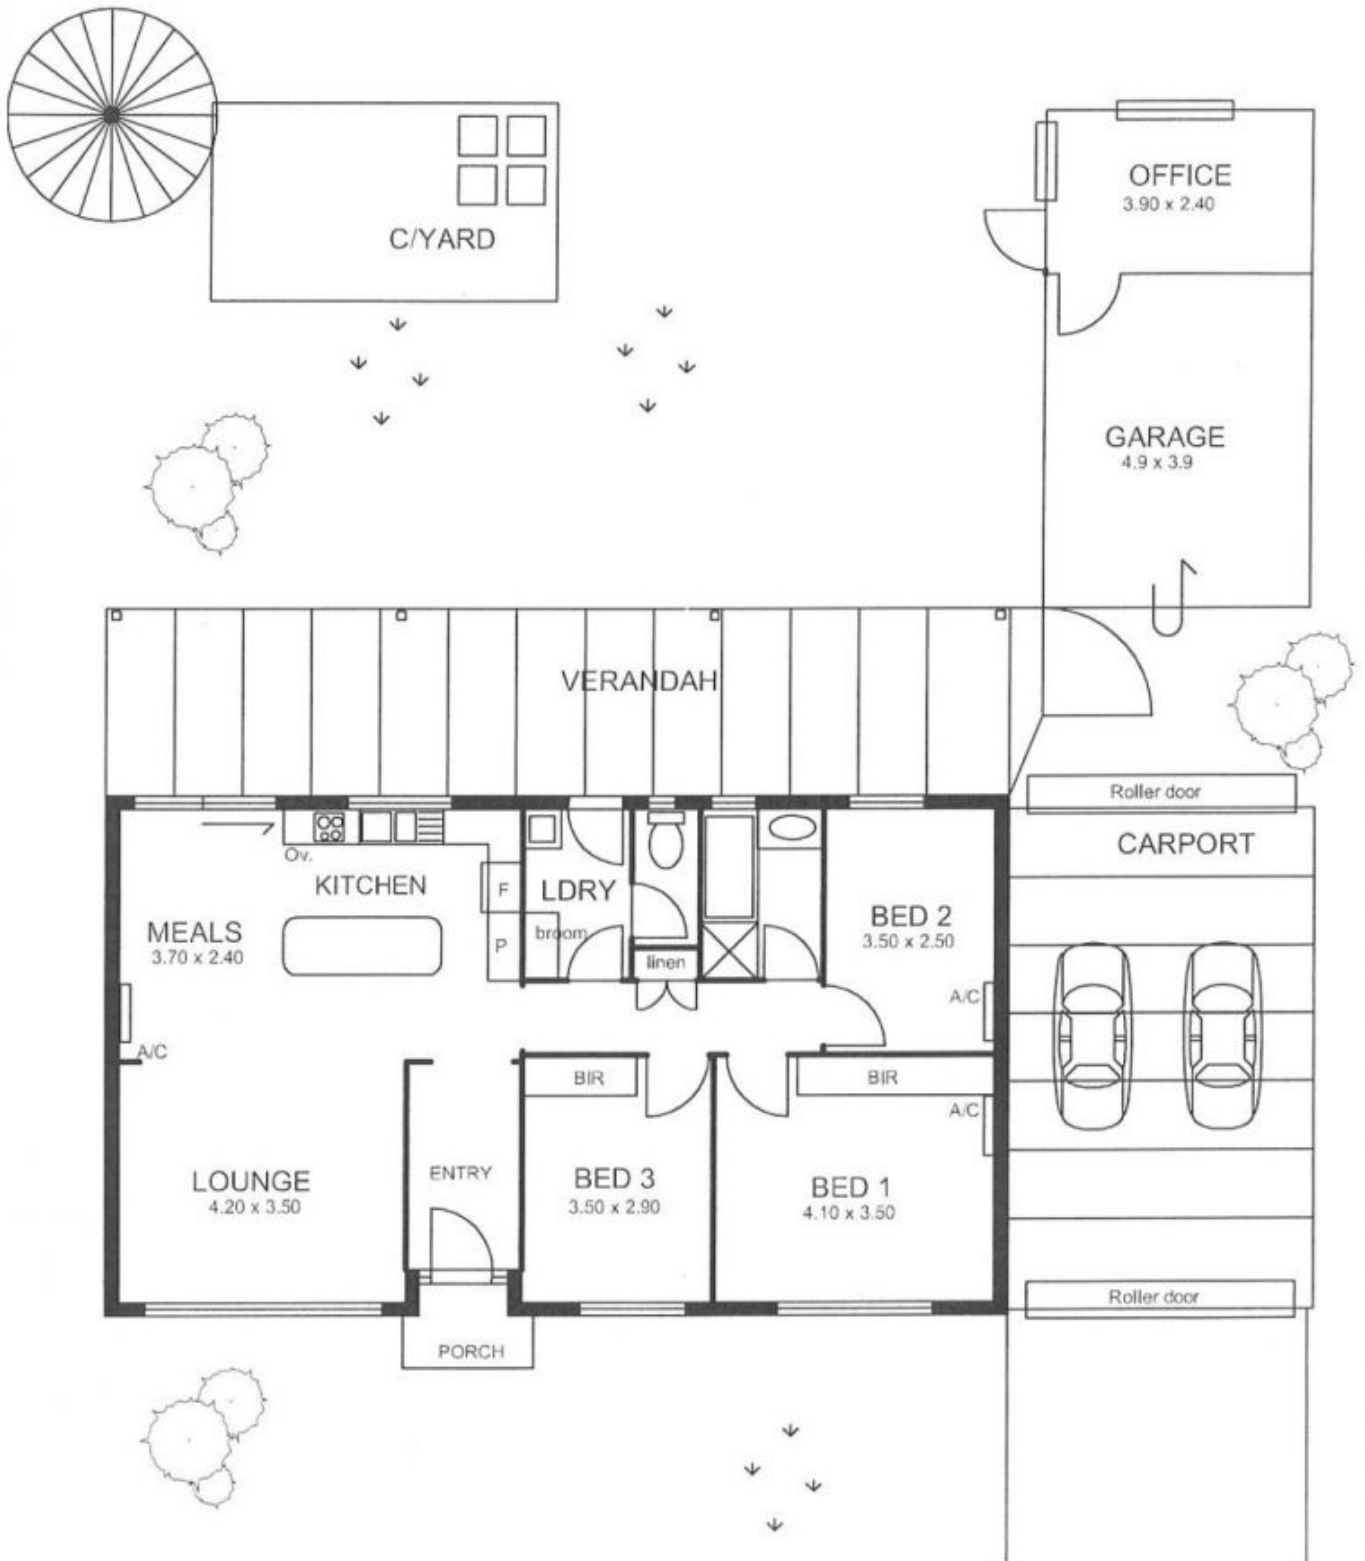 OFFICE
3.90 x 2.40
C/YARD
GARAGE
4.9 x 3.9
VERANDAH
Roller door
CARPORT
Ov.
KITCHEN
F
LDRY
MEALS
3.70 x 2.40
P
broom
linen
BED 2
3.50 x 2.50
A/C
A/C
BIR
BIR
A/C
ENTRY
LOUNGE
4.20 x 3.50
BED 3
3.50 x 2.90
BED 1
4.10 x 3.50
Roller door
PORCH